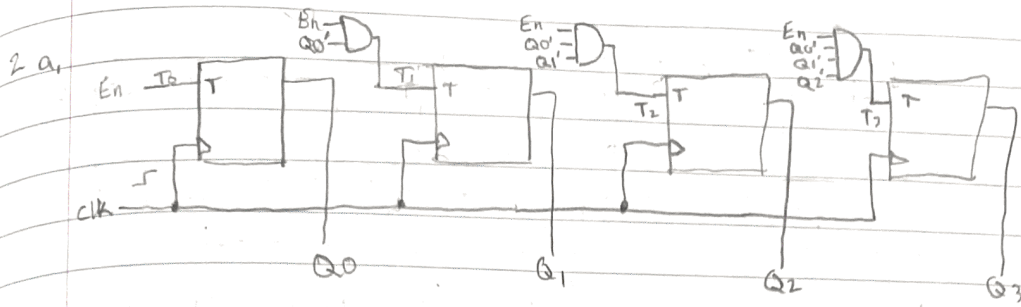 2 a,
En
Q0'
En
Q0'
Q1'
En
Q0'
Q1'
Q2'
En
T0
T
T1
T
T2
T
T3
T
clk
Q0
Q1
Q2
Q3